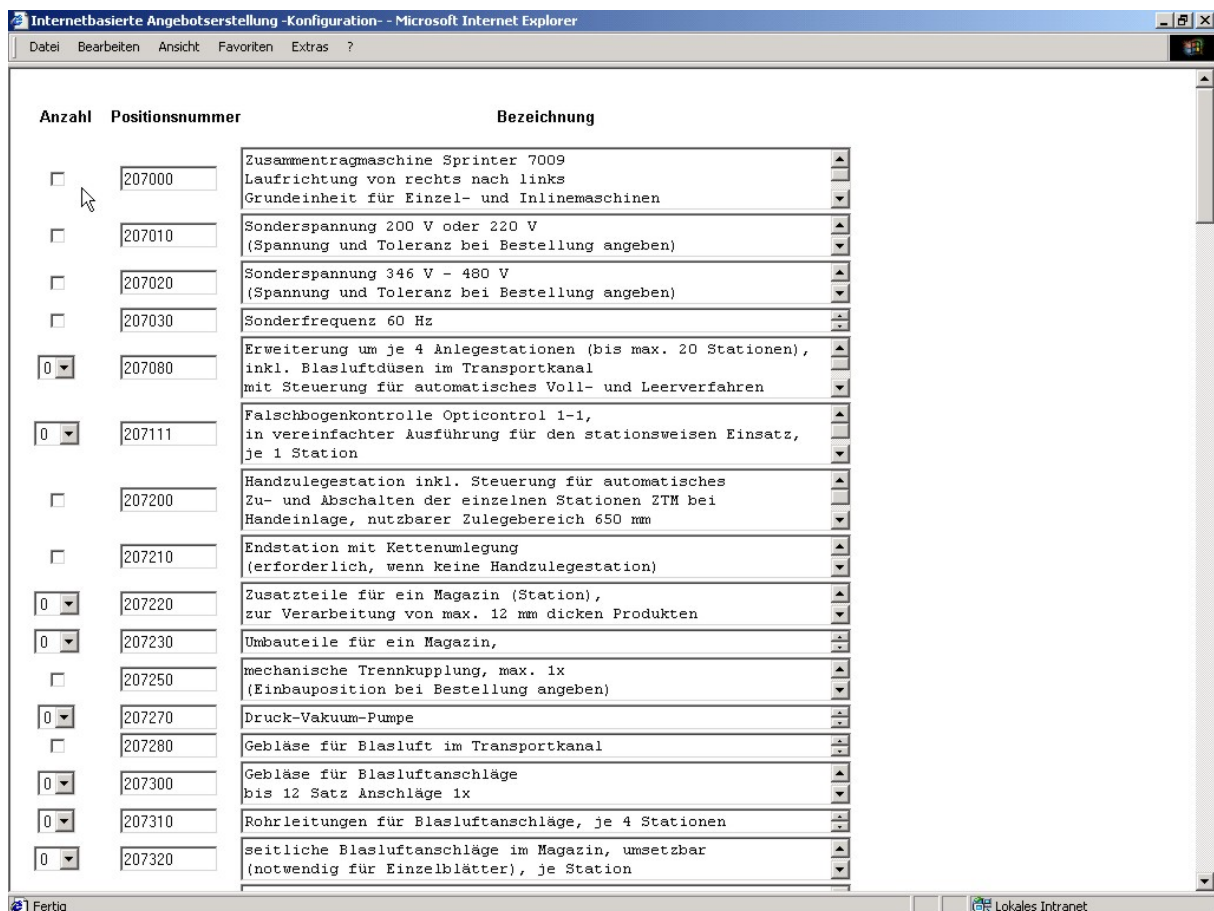 Internetbasierte Angebotserstellung -Konfiguration- - Microsoft Internet Explorer
Datei Bearbeiten Ansicht Favoriten Extras ?
Anzahl Positionsnummer Bezeichnung
207000
Zusammentragmaschine Sprinter 7009
Laufrichtung von rechts nach links
Grundeinheit für Einzel- und Inlinemaschinen
207010
Sonderspannung 200 V oder 220 V
(Spannung und Toleranz bei Bestellung angeben)
207020
Sonderspannung 346 V - 480 V
(Spannung und Toleranz bei Bestellung angeben)
207030 Sonderfrequenz 60 Hz
0 207080
Erweiterung um je 4 Anlegestationen (bis max. 20 Stationen),
inkl. Blasluftdüsen im Transportkanal
mit Steuerung für automatisches Voll- und Leerverfahren
0 207111
Falschbogenkontrolle Opticontrol 1-1,
in vereinfachter Ausführung für den stationsweisen Einsatz,
je 1 Station
207200
Handzulegestation inkl. Steuerung für automatisches
Zu- und Abschalten der einzelnen Stationen ZTM bei
Handeinlage, nutzbarer Zulegebereich 650 mm
207210
Endstation mit Kettenumlegung
(erforderlich, wenn keine Handzulegestation)
0 207220
Zusatzteile für ein Magazin (Station),
zur Verarbeitung von max. 12 mm dicken Produkten
0 207230 Umbauteile für ein Magazin,
207250
mechanische Trennkupplung, max. 1x
(Einbauposition bei Bestellung angeben)
0 207270 Druck-Vakuum-Pumpe
207280 Gebläse für Blasluft im Transportkanal
0 207300
Gebläse für Blasluftanschläge
bis 12 Satz Anschläge 1x
0 207310 Rohrleitungen für Blasluftanschläge, je 4 Stationen
0 207320
seitliche Blasluftanschläge im Magazin, umsetzbar
(notwendig für Einzelblätter), je Station
Fertig Lokales Intranet